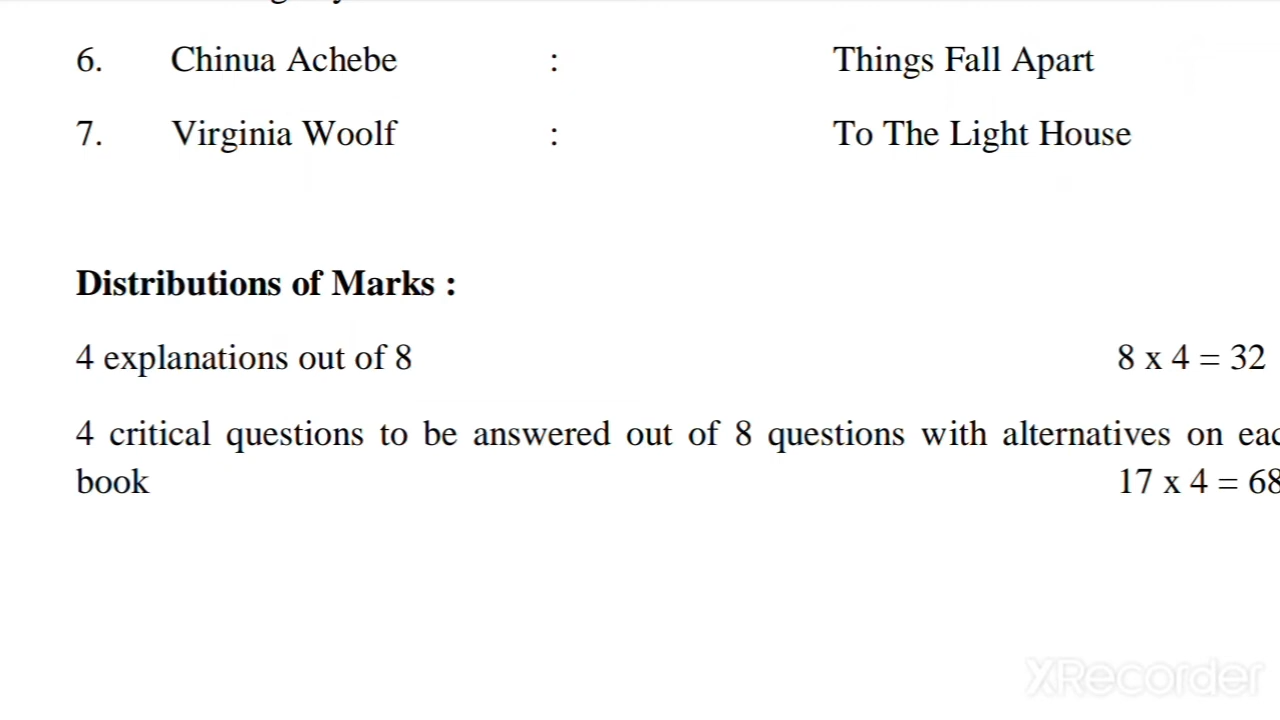 6. Chinua Achebe : Things Fall Apart
7. Virginia Woolf : To The Light House
Distributions of Marks :
4 explanations out of 8 8 x 4 = 32
4 critical questions to be answered out of 8 questions with alternatives on
book 17 x 4 = 68
XRecorder